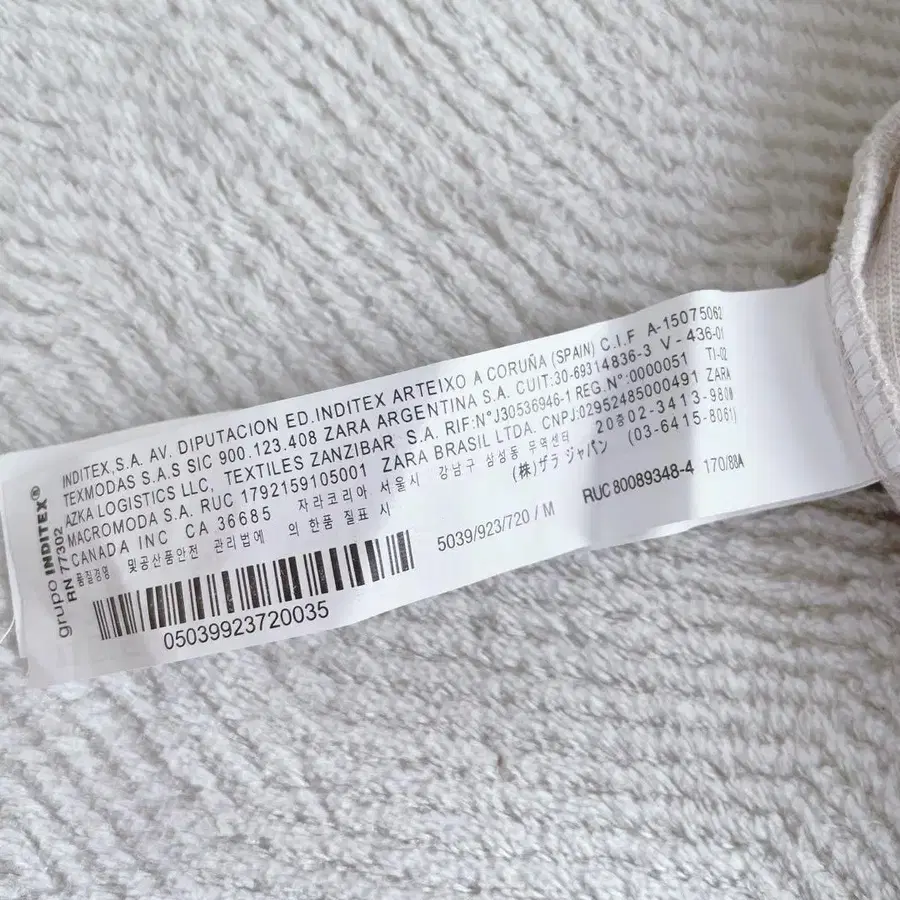 grupo INDITEX®
RN 77302
INDITEX,S.A. AV. DIPUTACION ED.INDITEX ARTEIXO A CORUÑA (SPAIN) C.I.F A-15075062
TEXMODAS S.A.S SIC 900.123.408 ZARA ARGENTINA S.A. CUIT:30-69314836-3 V - 436-01
AZKA LOGISTICS LLC, TEXTILES ZANZIBAR S.A. RIF:N°J30536946-1 REG.N°:0000051 TI-02
MACROMODA S.A. RUC 1792159105001 ZARA BRASIL LTDA. CNPJ:02952485000491 ZARA
CANADA INC CA 36685 자라코리아 서울시 강남구 삼성동 무역센터 20층02-3413-9800
품질경영 및공산품안전 관리법에 의한품질표시 (株)ザラ ジャパン (03-6415-8061)
05039923720035
5039/923/720 / M
RUC80089348-4 170/88A